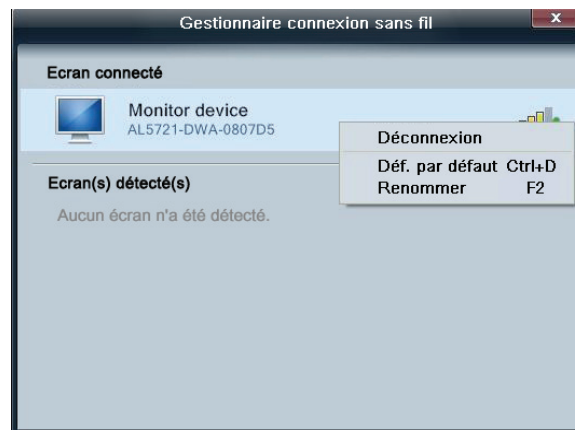 Gestionnaire connexion sans fil
x
Ecran connecté
Monitor device
AL5721-DWA-0807D5
Déconnexion
Déf. par défaut Ctrl+D
Renommer F2
Ecran(s) détecté(s)
Aucun écran n'a été détecté.